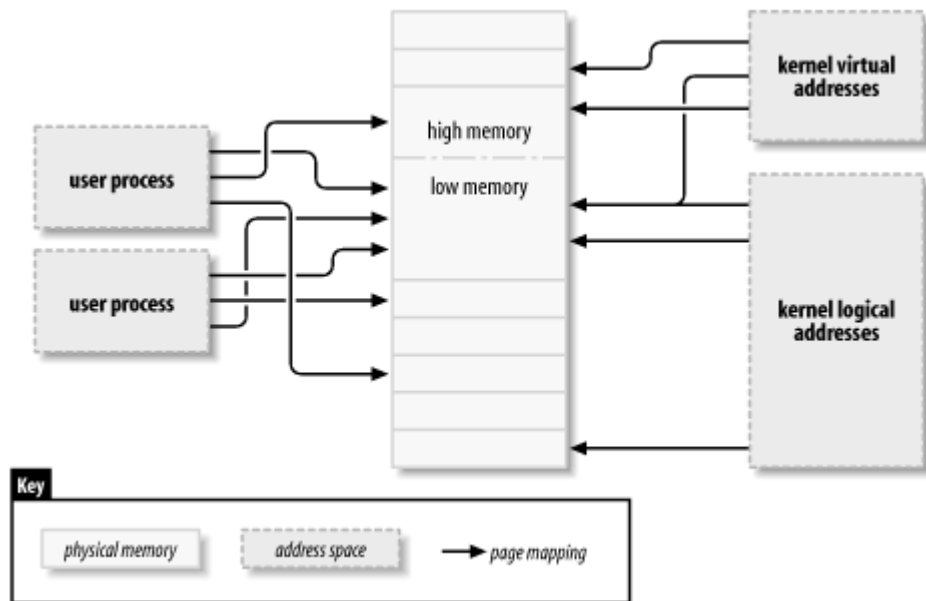 kernel virtual
addresses
high memory
user process
low memory
user process
kernel logical
addresses
Key
physical memory
address space
page mapping